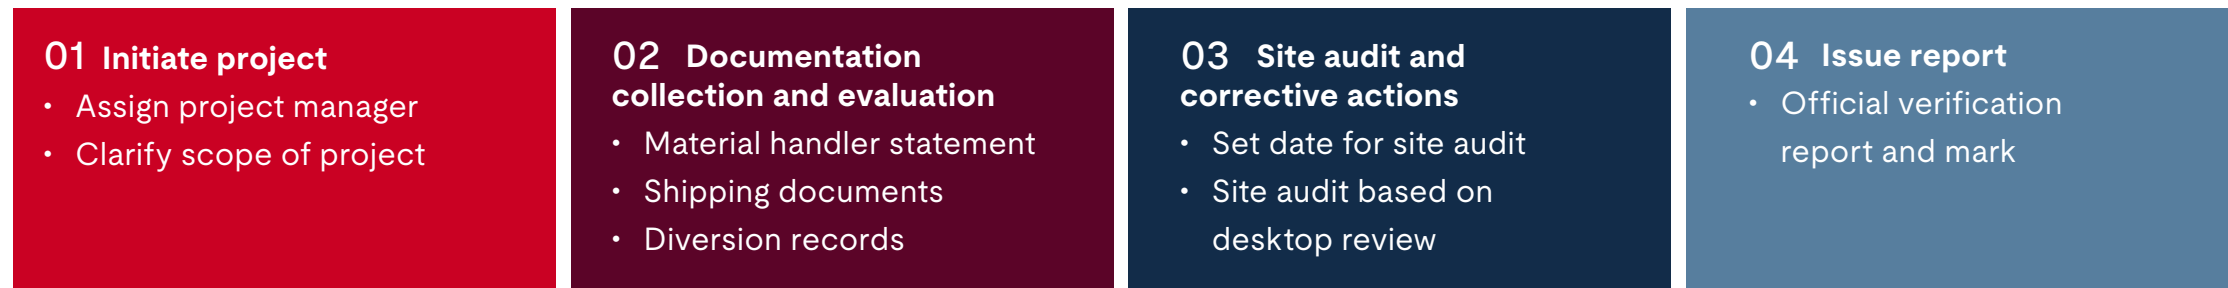 01 Initiate project
• Assign project manager
• Clarify scope of project
02 Documentation
collection and evaluation
• Material handler statement
• Shipping documents
• Diversion records
03 Site audit and
corrective actions
• Set date for site audit
• Site audit based on
desktop review
04 Issue report
• Official verification
report and mark